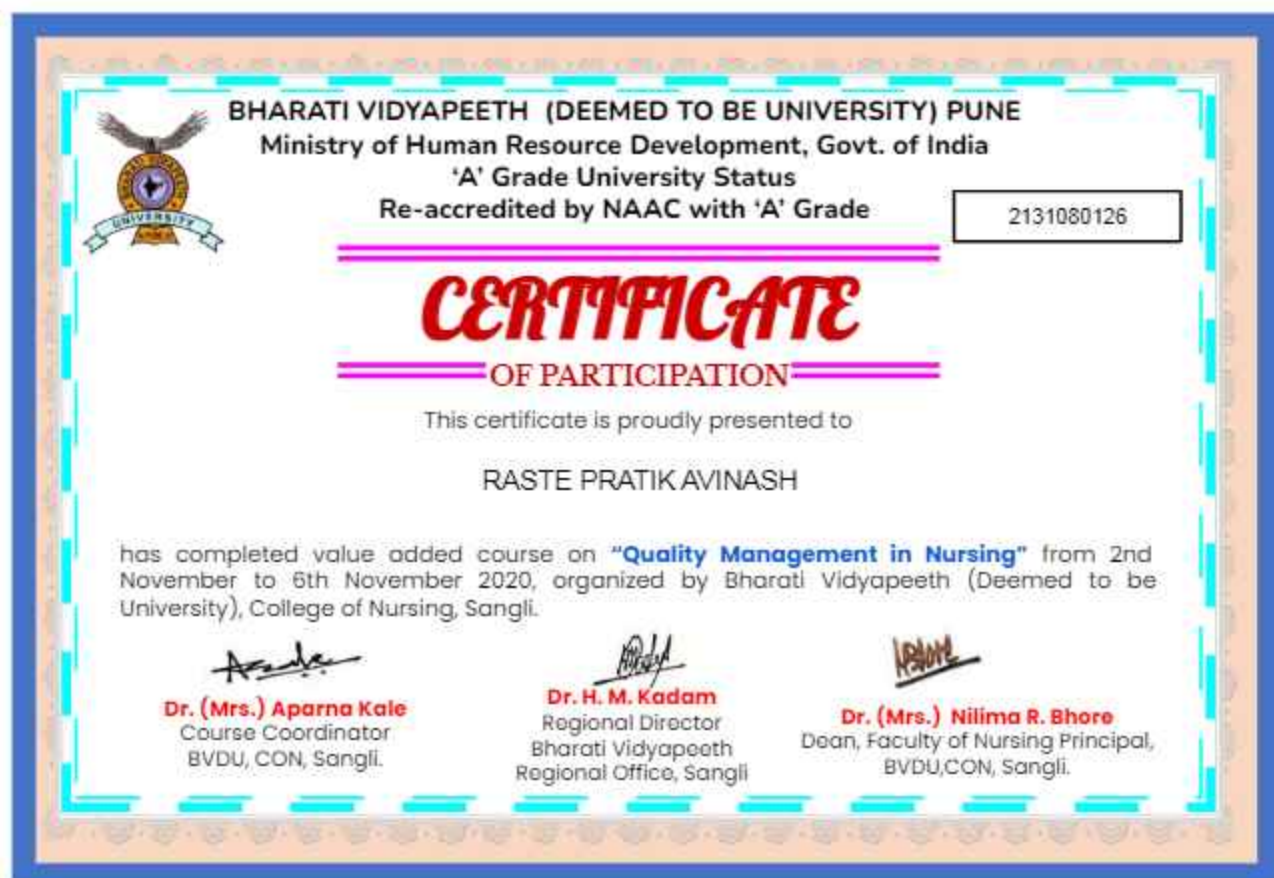 BHARATI VIDYAPEETH (DEEMED TO BE UNIVERSITY) PUNE
Ministry of Human Resource Development, Govt. of India
‘A’ Grade University Status
Re-accredited by NAAC with ‘A’ Grade
2131080126
BHARATI VIDYAPEETH
UNIVERSITY
CERTIFICATE
OF PARTICIPATION
This certificate is proudly presented to
RASTE PRATIK AVINASH
has completed value added course on “Quality Management in Nursing” from 2nd
November to 6th November 2020, organized by Bharati Vidyapeeth (Deemed to be
University), College of Nursing, Sangli.
Dr. (Mrs.) Aparna Kale
Course Coordinator
BVDU, CON, Sangli.
Dr. H. M. Kadam
Regional Director
Bharati Vidyapeeth
Regional Office, Sangli
Dr. (Mrs.) Nilima R. Bhore
Dean, Faculty of Nursing Principal,
BVDU,CON, Sangli.